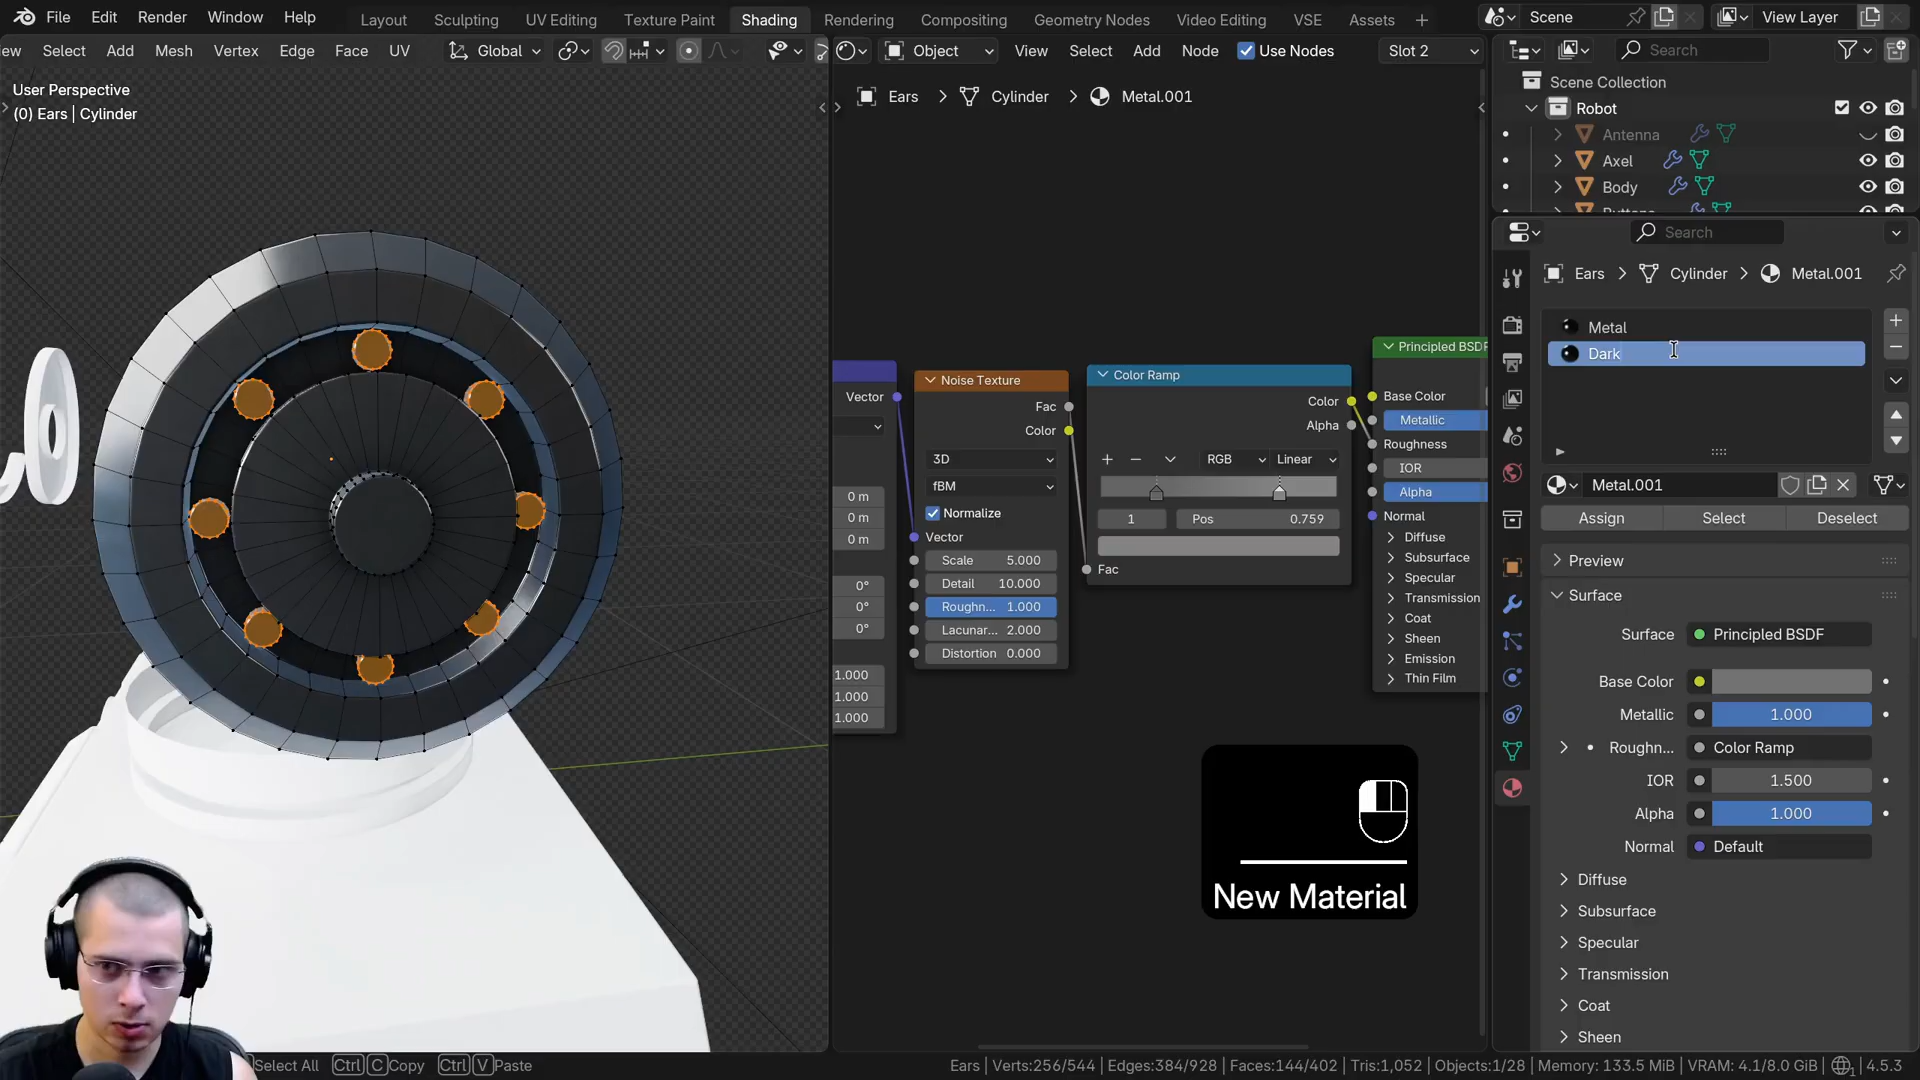 File Edit Render Window Help Layout Sculpting UV Editing Texture Paint Shading Rendering Compositing Geometry Nodes Video Editing VSE Assets + Scene View Layer
ew Select Add Mesh Vertex Edge Face UV Global Object View Select Add Node Use Nodes Slot 2 Search
User Perspective
(0) Ears | Cylinder
Ears > Cylinder > Metal.001
Scene Collection
Robot
Antenna
Axel
Body
Search
Ears > Cylinder > Metal.001
Metal
Dark
Metal.001
Assign Select Deselect
Preview
Surface
Surface Principled BSDF
Base Color
Metallic 1.000
Roughn... Color Ramp
IOR 1.500
Alpha 1.000
Normal Default
Diffuse
Subsurface
Specular
Transmission
Coat
Sheen
Vector
0 m
0 m
0 m
0°
0°
0°
1.000
1.000
1.000
Noise Texture
Fac
Color
3D
fBM
Normalize
Vector
Scale 5.000
Detail 10.000
Roughn... 1.000
Lacunar... 2.000
Distortion 0.000
Color Ramp
Color
Alpha
+ − RGB Linear
1 Pos 0.759
Fac
Principled BSDF
Base Color
Metallic
Roughness
IOR
Alpha
Normal
Diffuse
Subsurface
Specular
Transmission
Coat
Sheen
Emission
Thin Film
New Material
Select All Ctrl C Copy Ctrl V Paste
Ears | Verts:256/544 | Edges:384/928 | Faces:144/402 | Tris:1,052 | Objects:1/28 | Memory: 133.5 MiB | VRAM: 4.1/8.0 GiB | 4.5.3